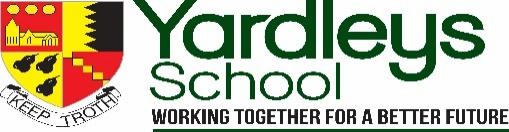 Yardleys
School
WORKING TOGETHER FOR A BETTER FUTURE
KEEP TROTH